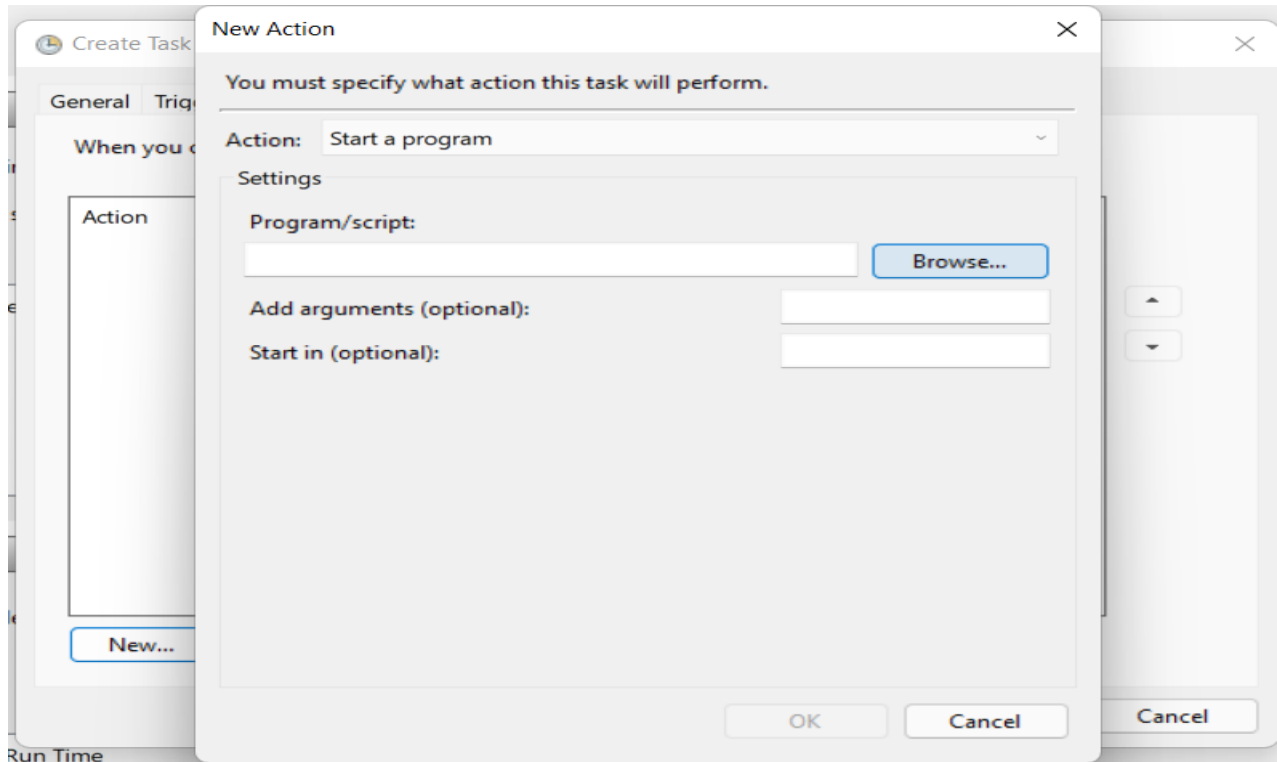 New Action
Create Task
You must specify what action this task will perform.
General
When you
Action: Start a program
Settings
Action
Program/script:
Browse...
Add arguments (optional):
Start in (optional):
New...
OK Cancel
Cancel
Run Time